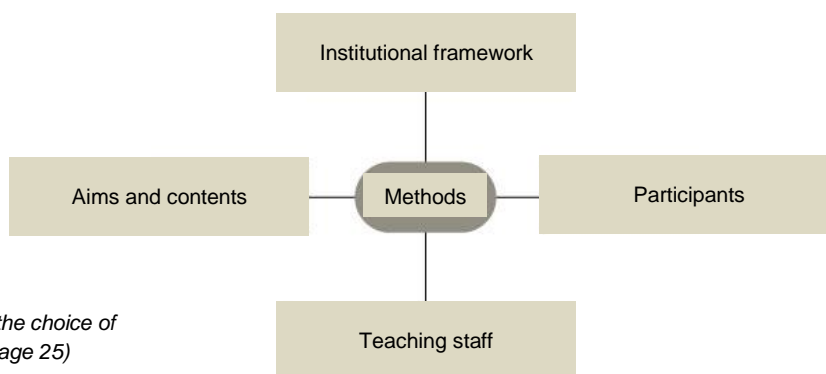 Institutional framework
Aims and contents
Methods
Participants
Teaching staff
the choice of
age 25)